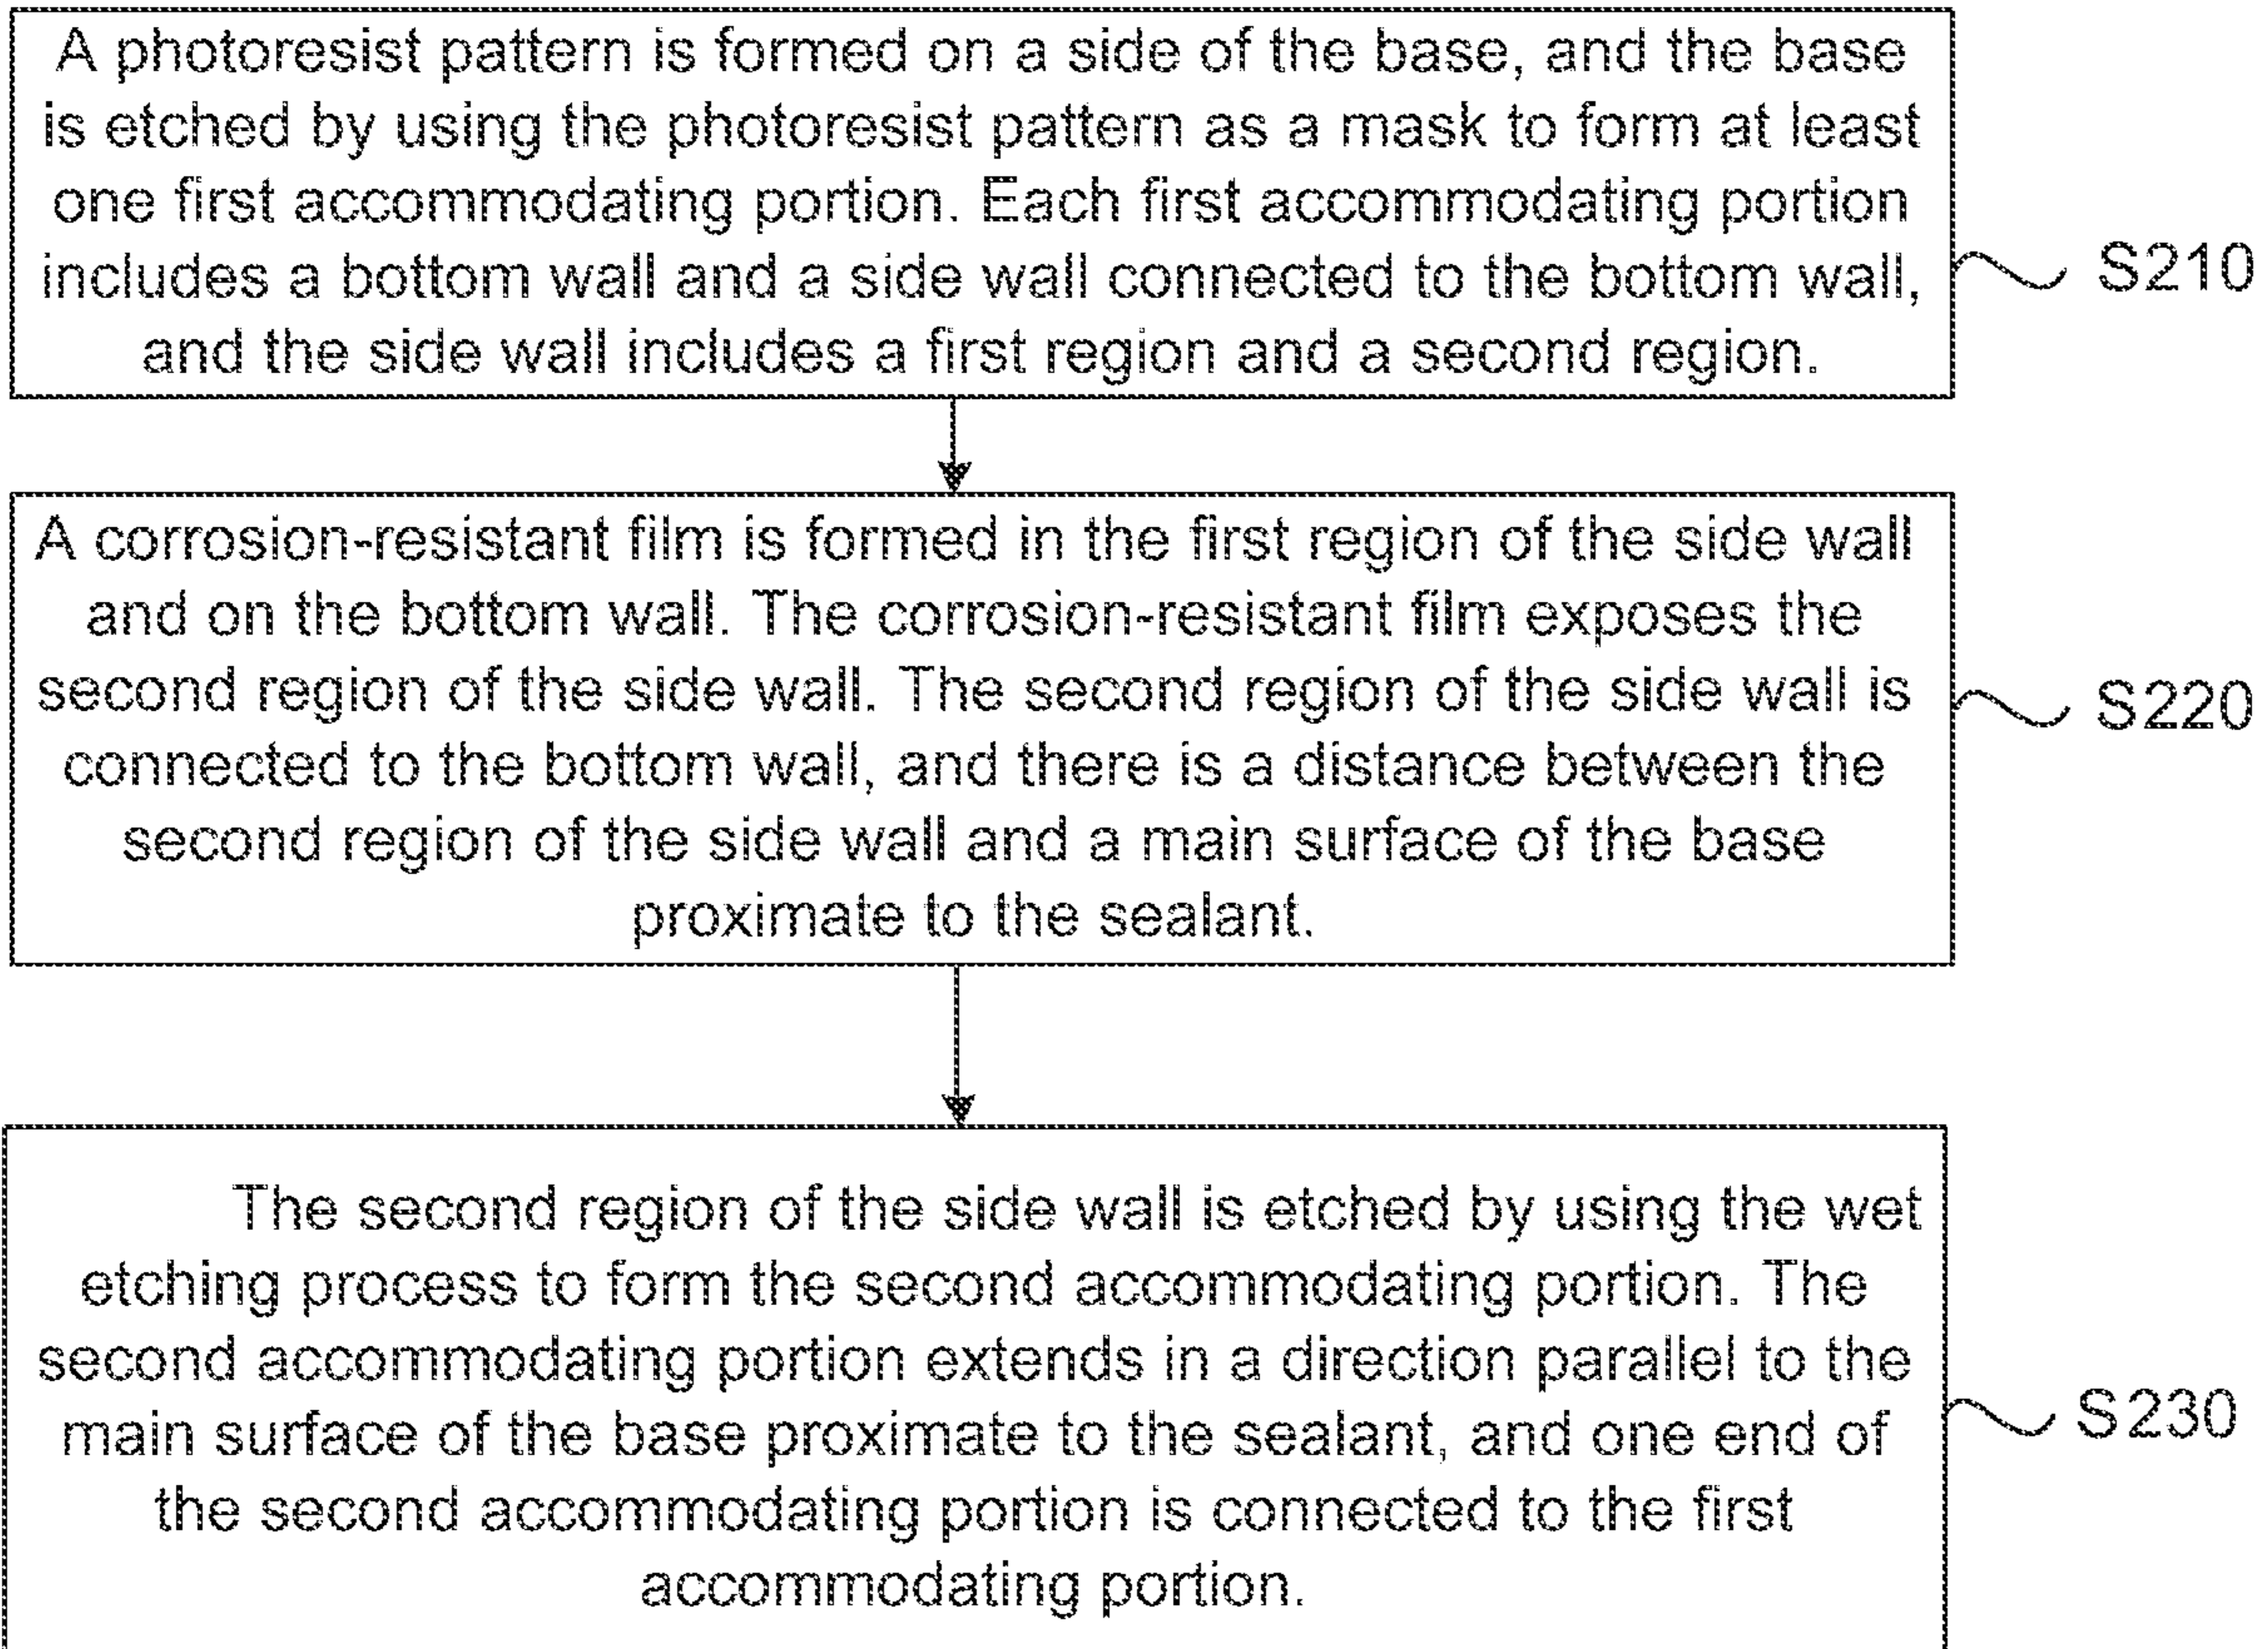 A photoresist pattern is formed on a side of the base, and the base
is etched by using the photoresist pattern as a mask to form at least
one first accommodating portion. Each first accommodating portion
includes a bottom wall and a side wall connected to the bottom wall,
and the side wall includes a first region and a second region.
S210
A corrosion-resistant film is formed in the first region of the side wall
and on the bottom wall. The corrosion-resistant film exposes the
second region of the side wall. The second region of the side wall is
connected to the bottom wall, and there is a distance between the
second region of the side wall and a main surface of the base
proximate to the sealant.
S220
The second region of the side wall is etched by using the wet
etching process to form the second accommodating portion. The
second accommodating portion extends in a direction parallel to the
main surface of the base proximate to the sealant, and one end of
the second accommodating portion is connected to the first
accommodating portion.
S230